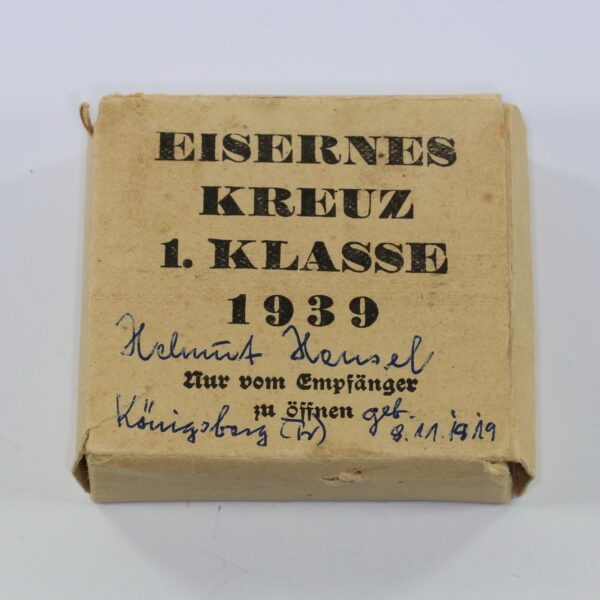 EISERNES
KREUZ
1. KLASSE
1939
Helmut Hensel
Nur vom Empfänger
zu öffnen
Königsberg (Pr) geb.
8.11.1919